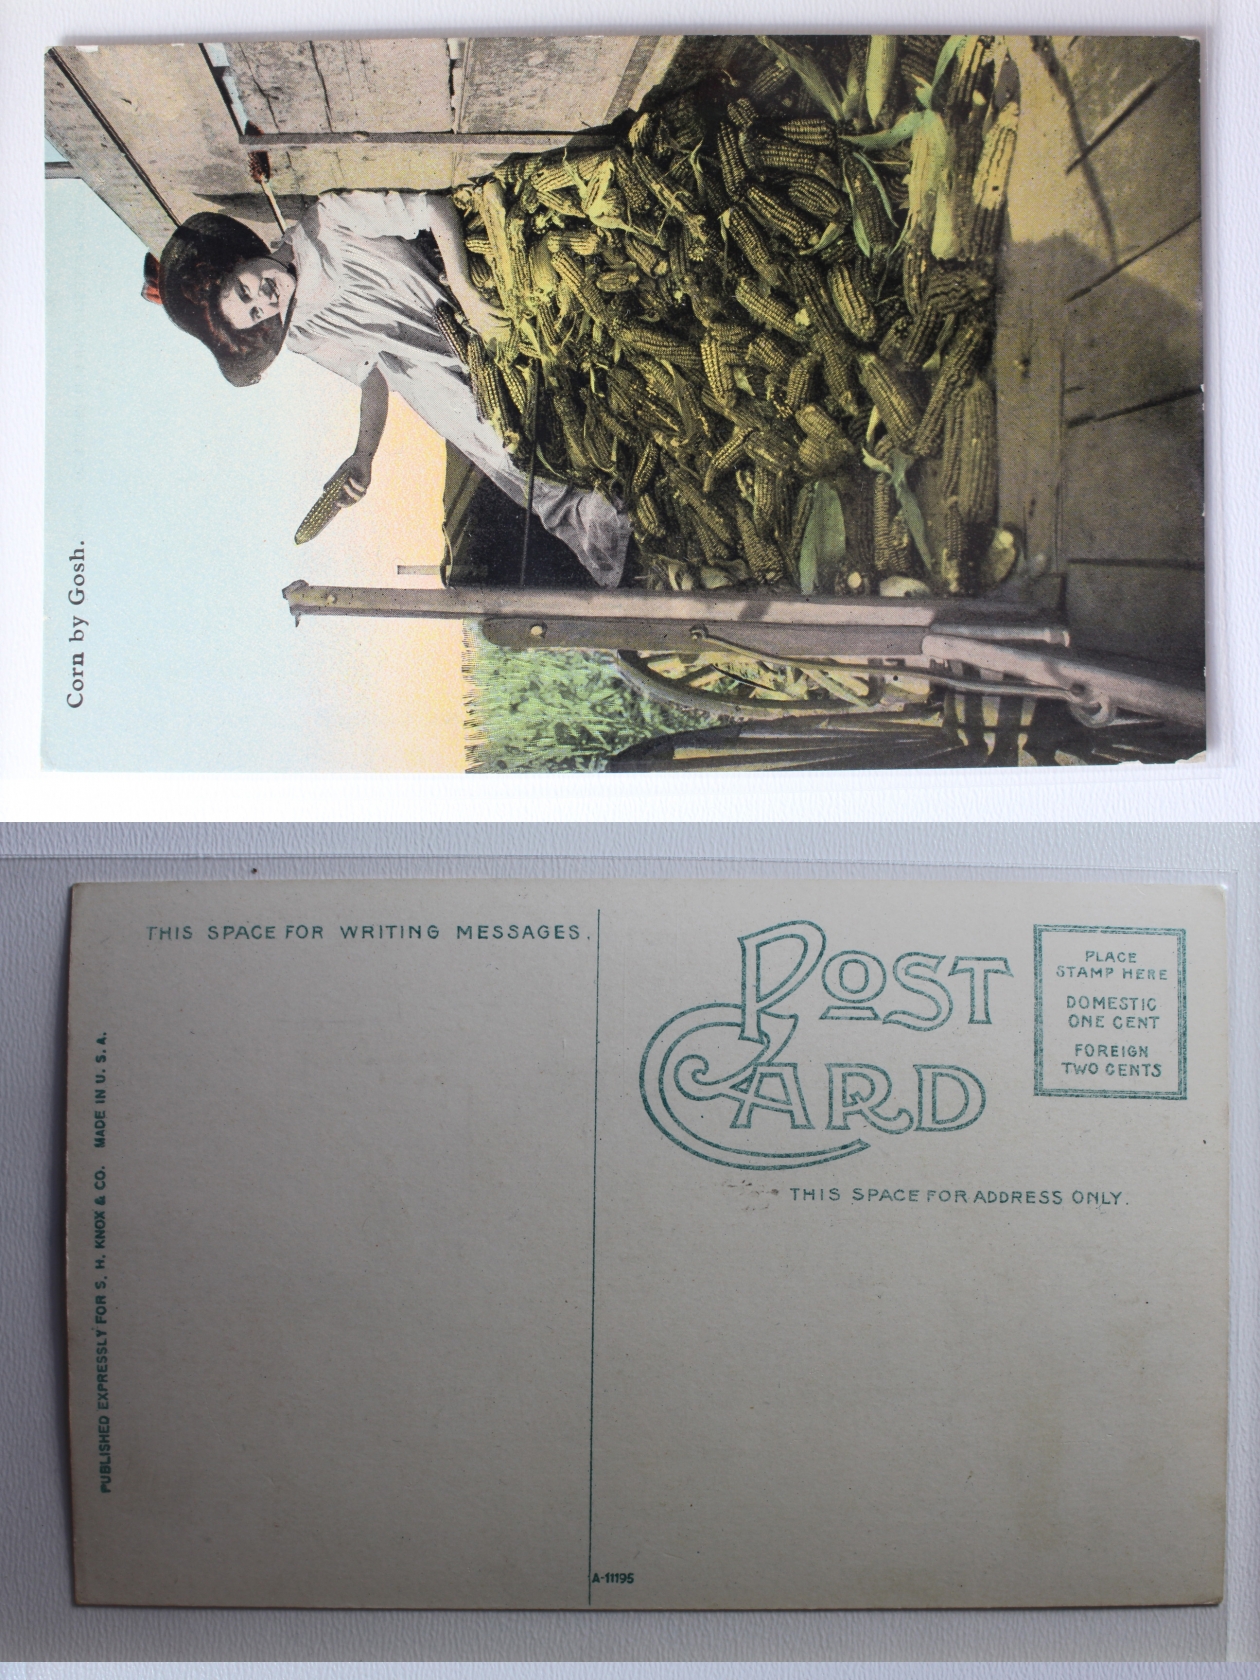 Corn by Gosh.
THIS SPACE FOR WRITING MESSAGES.
POST
CARD
PLACE
STAMP HERE
DOMESTIC
ONE CENT
FOREIGN
TWO CENTS
THIS SPACE FOR ADDRESS ONLY.
PUBLISHED EXPRESSLY FOR S. H. KNOX & CO. MADE IN U. S. A.
A-11195